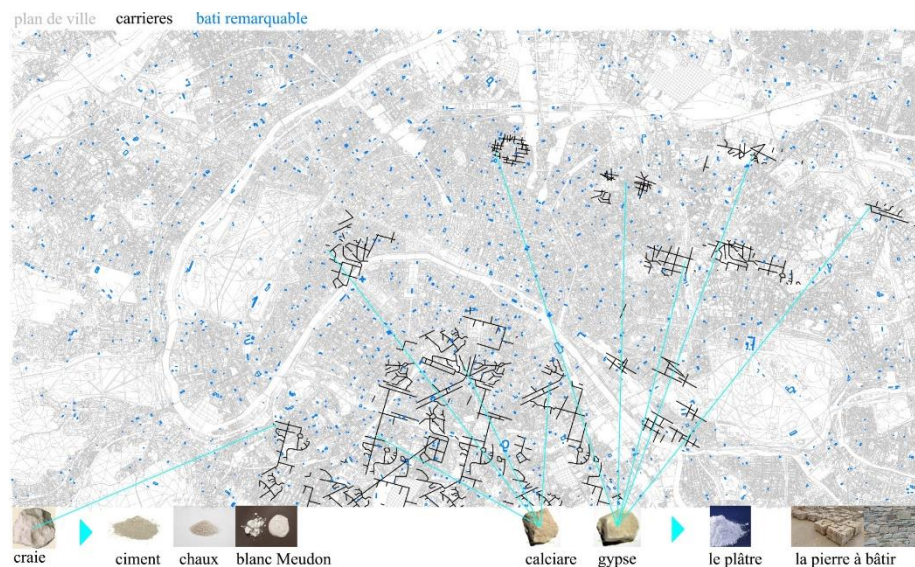 plan de ville carrieres bati remarquable
craie ciment chaux blanc Meudon calciare gypse le plâtre la pierre à bâtir